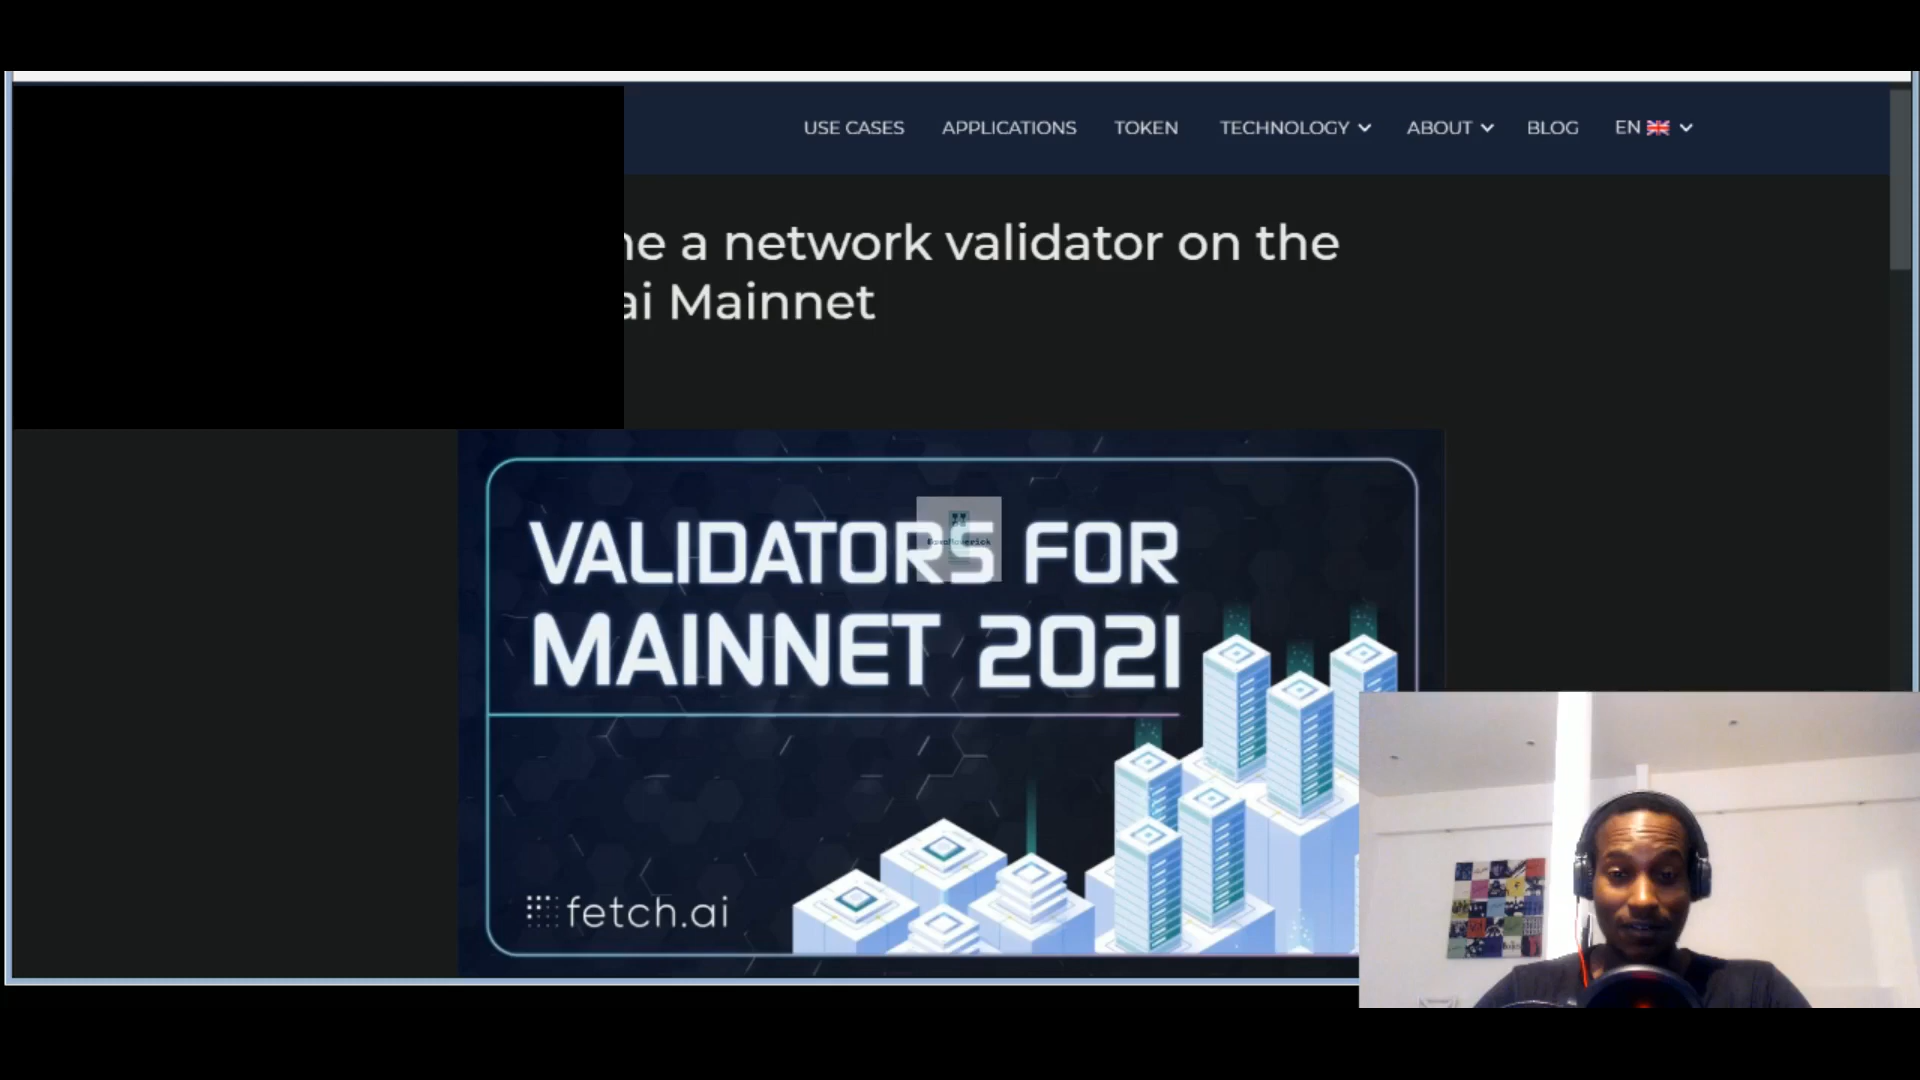 USE CASES APPLICATIONS TOKEN TECHNOLOGY ABOUT BLOG EN
a network validator on the
ai Mainnet
VALIDATORS FOR
MAINNET 2021
fetch.ai